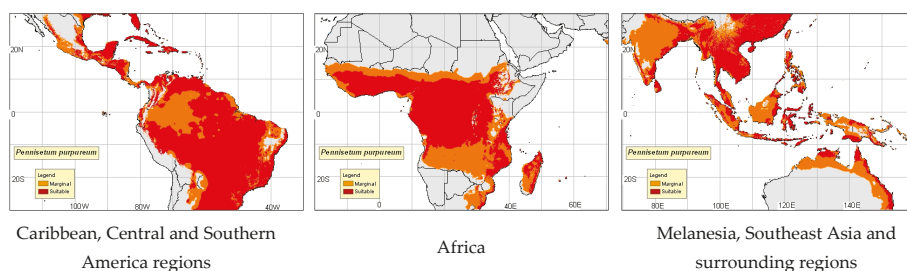 20N
0
20S
100W
80W
40W
Pennisetum purpureum
Legend
Marginal
Suitable
Caribbean, Central and Southern
America regions
20N
0
20S
0
40E
60E
Pennisetum purpureum
Legend
Marginal
Suitable
Africa
20N
0
20S
80E
100E
120E
140E
Pennisetum purpureum
Legend
Marginal
Suitable
Melanesia, Southeast Asia and
surrounding regions